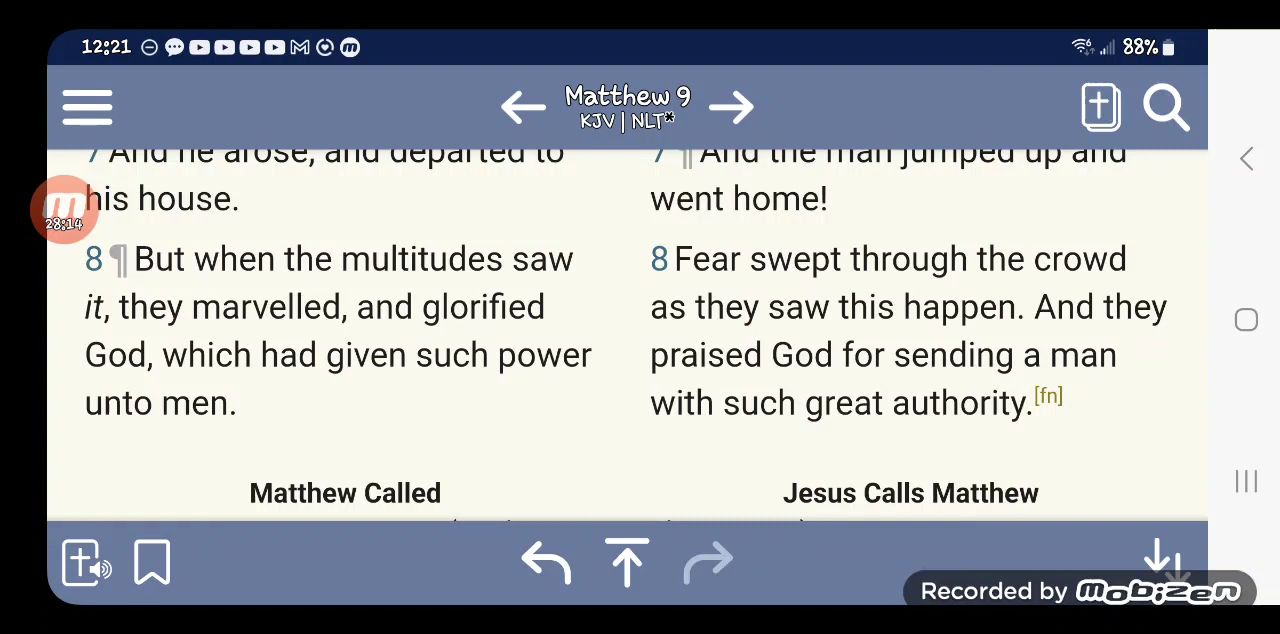 12:21 88%
Matthew 9
KJV | NLT*
7 And he arose, and departed to
his house.
8 ¶ But when the multitudes saw
it, they marvelled, and glorified
God, which had given such power
unto men.
Matthew Called
7 ¶ And the man jumped up and
went home!
8 Fear swept through the crowd
as they saw this happen. And they
praised God for sending a man
with such great authority.[fn]
Jesus Calls Matthew
28:14
Recorded by mobizen